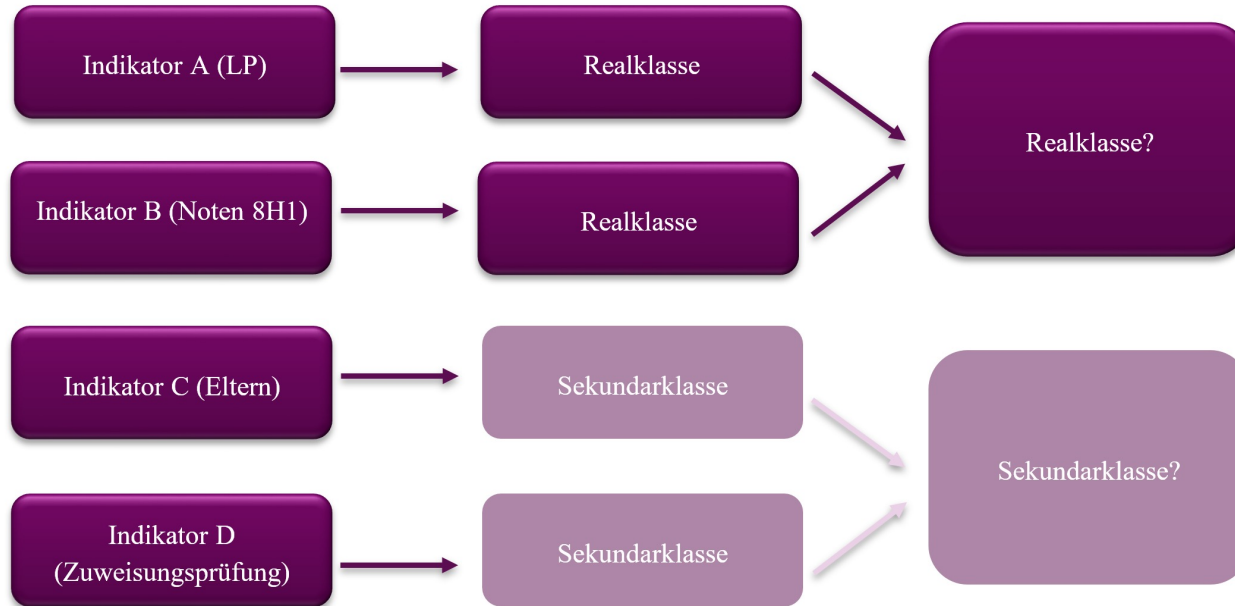 Indikator A (LP)
Realklasse
Realklasse?
Indikator B (Noten 8H1)
Realklasse
Indikator C (Eltern)
Sekundarklasse
Sekundarklasse?
Indikator D
(Zuweisungsprüfung)
Sekundarklasse